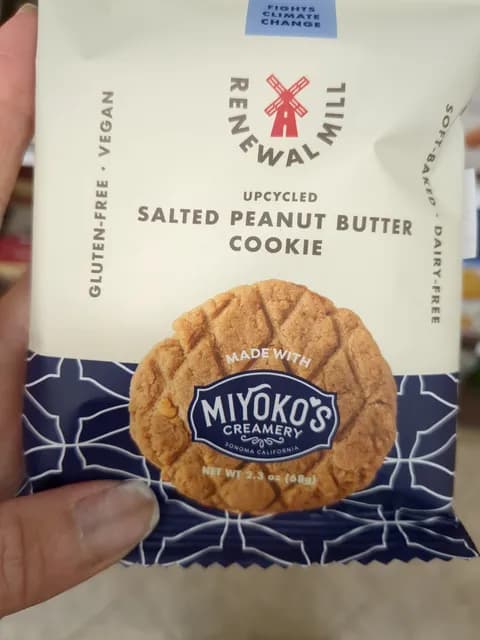 FIGHTS
CLIMATE
CHANGE
RENEWAL MILL
GLUTEN-FREE · VEGAN
SOFT-BAKED · DAIRY-FREE
UPCYCLED
SALTED PEANUT BUTTER
COOKIE
MADE WITH
MIYOKO'S
CREAMERY
SONOMA CALIFORNIA
NET WT 2.3 oz (68g)